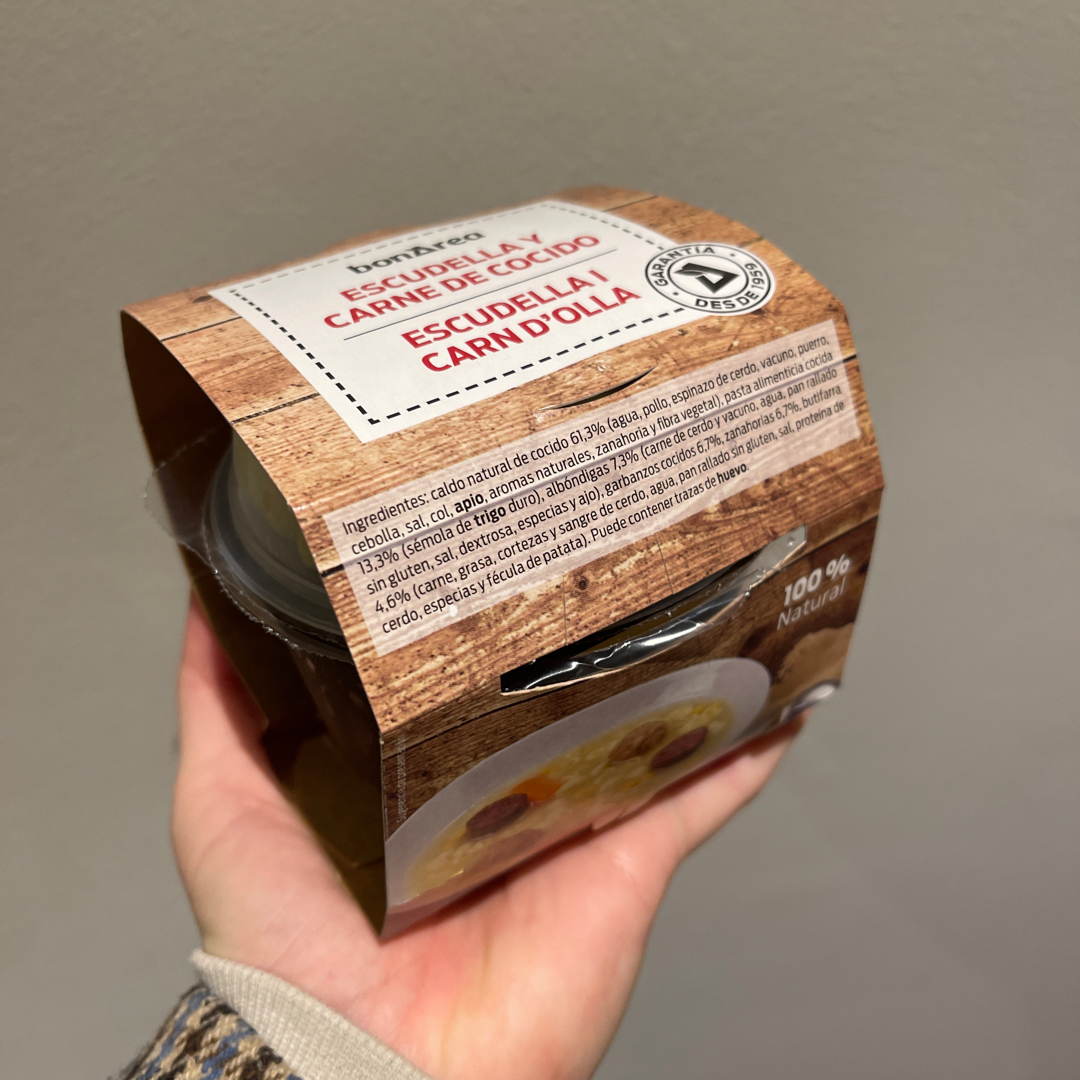 bonÀrea
ESCUDELLA Y
CARNE DE COCIDO
ESCUDELLA I
CARN D'OLLA
GARANTÍA
DESDE 1959
Ingredientes: caldo natural de cocido 61,3% (agua, pollo, espinazo de cerdo, vacuno, puerro,
cebolla, sal, col, apio, aromas naturales, zanahoria y fibra vegetal), pasta alimenticia cocida
13,3% (sémola de trigo duro), albóndigas 7,3% (carne de cerdo y vacuno, agua, pan rallado
sin gluten, sal, dextrosa, especias y ajo), garbanzos cocidos 6,7%, zanahorias 6,7%, butifarra
4,6% (carne, grasa, cortezas y sangre de cerdo, agua, pan rallado sin gluten, sal, proteína de
cerdo, especias y fécula de patata). Puede contener trazas de huevo.
100 %
Natural